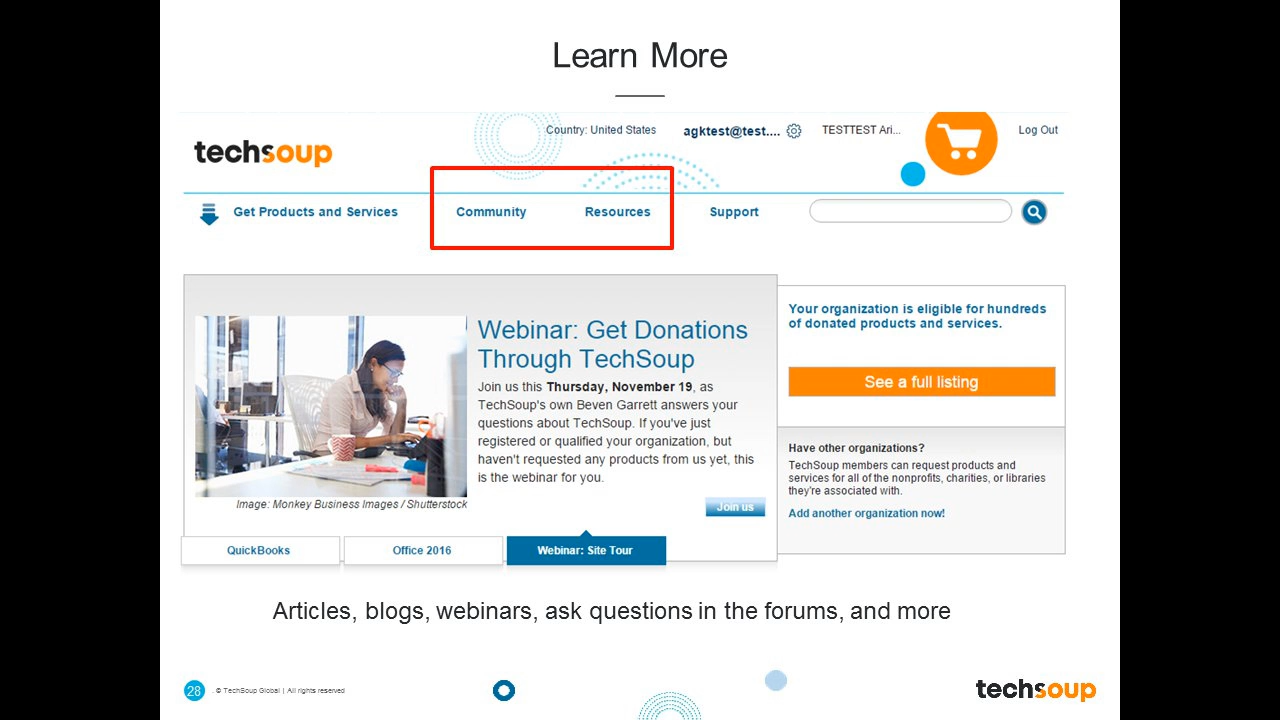 Learn More
Country: United States
agktest@test....
TESTTEST Ari...
Log Out
techsoup
Get Products and Services
Community
Resources
Support
Webinar: Get Donations
Through TechSoup
Join us this Thursday, November 19, as
TechSoup's own Beven Garrett answers your
questions about TechSoup. If you've just
registered or qualified your organization, but
haven't requested any products from us yet, this
is the webinar for you.
Image: Monkey Business Images / Shutterstock
Join us
QuickBooks
Office 2016
Webinar: Site Tour
Your organization is eligible for hundreds
of donated products and services.
See a full listing
Have other organizations?
TechSoup members can request products and
services for all of the nonprofits, charities, or libraries
they're associated with.
Add another organization now!
Articles, blogs, webinars, ask questions in the forums, and more
28
© TechSoup Global | All rights reserved
techsoup